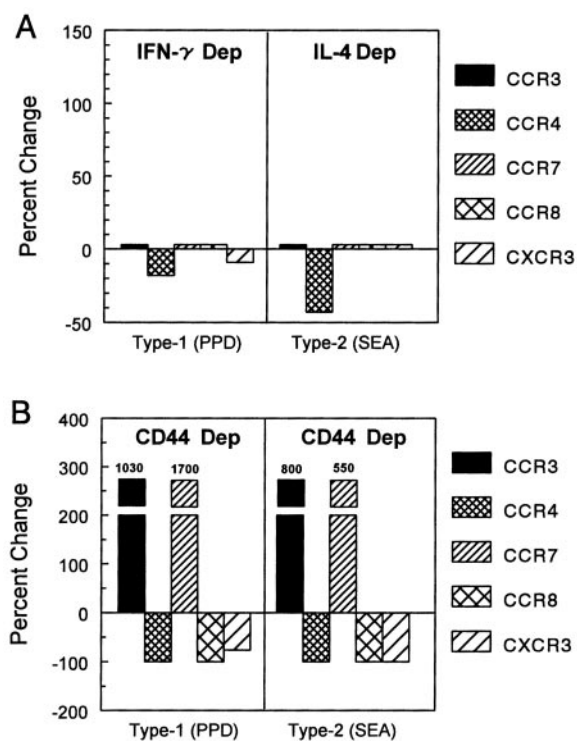 A
150
100
50
0
-50
Percent Change
IFN-γ Dep
IL-4 Dep
Type-1 (PPD)
Type-2 (SEA)
CCR3
CCR4
CCR7
CCR8
CXCR3
B
400
300
200
100
0
-100
-200
Percent Change
CD44 Dep
CD44 Dep
1030
1700
800
550
Type-1 (PPD)
Type-2 (SEA)
CCR3
CCR4
CCR7
CCR8
CXCR3